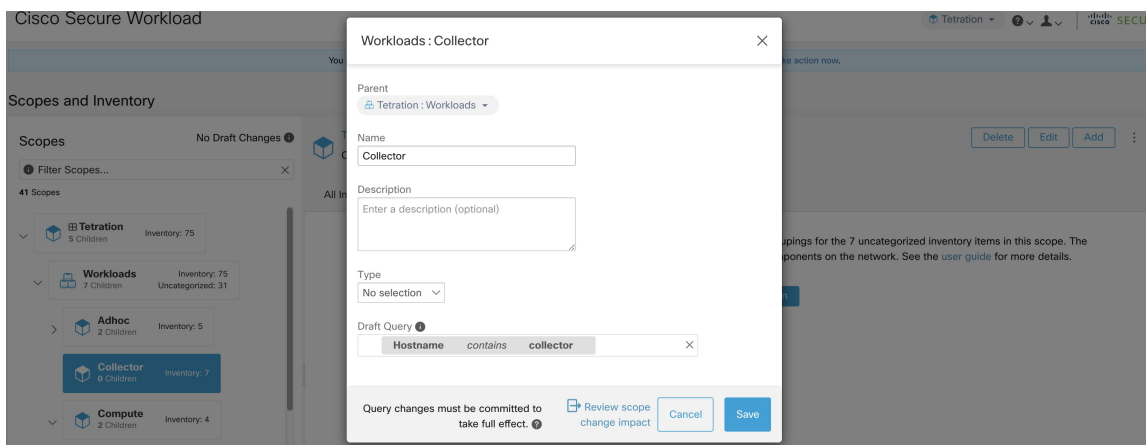 Cisco Secure Workload
Tetration
CISCO SECU
Workloads : Collector
You
ke action now.
Scopes and Inventory
Scopes
No Draft Changes
Filter Scopes...
41 Scopes
Tetration
5 Children
Inventory: 75
Workloads
7 Children
Inventory: 75
Uncategorized: 31
Adhoc
2 Children
Inventory: 5
Collector
0 Children
Inventory: 7
Compute
2 Children
Inventory: 4
All In
Parent
Tetration : Workloads
Name
Collector
Description
Enter a description (optional)
Type
No selection
Draft Query
Hostname contains collector
Query changes must be committed to
take full effect.
Review scope
change impact
Cancel
Save
Delete
Edit
Add
upings for the 7 uncategorized inventory items in this scope. The
ponents on the network. See the user guide for more details.
n